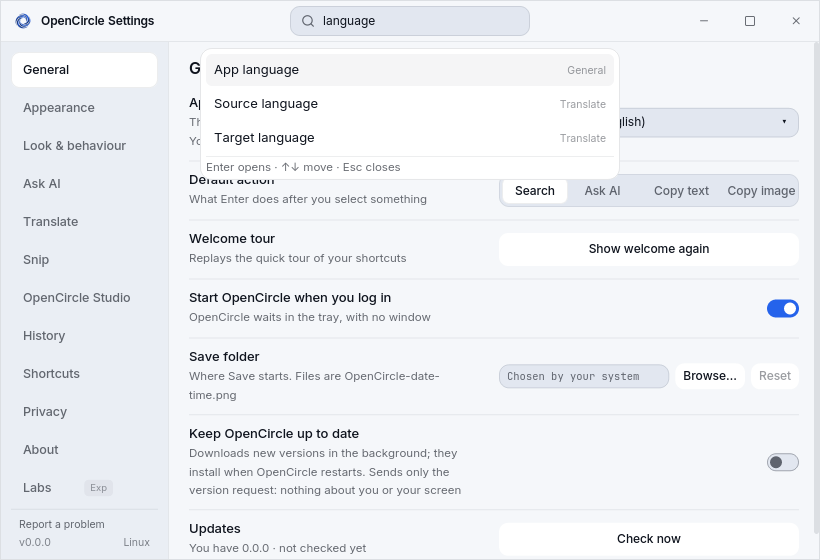 OpenCircle Settings
language
General
Appearance
Look & behaviour
Ask AI
Translate
Snip
OpenCircle Studio
History
Shortcuts
Privacy
About
Labs Exp
Report a problem
v0.0.0 Linux
App language General
Source language Translate
Target language Translate
Enter opens · ↑↓ move · Esc closes
glish)
Default action
What Enter does after you select something
Search Ask AI Copy text Copy image
Welcome tour
Replays the quick tour of your shortcuts
Show welcome again
Start OpenCircle when you log in
OpenCircle waits in the tray, with no window
Save folder
Where Save starts. Files are OpenCircle-date-
time.png
Chosen by your system Browse... Reset
Keep OpenCircle up to date
Downloads new versions in the background; they
install when OpenCircle restarts. Sends only the
version request: nothing about you or your screen
Updates
You have 0.0.0 · not checked yet
Check now